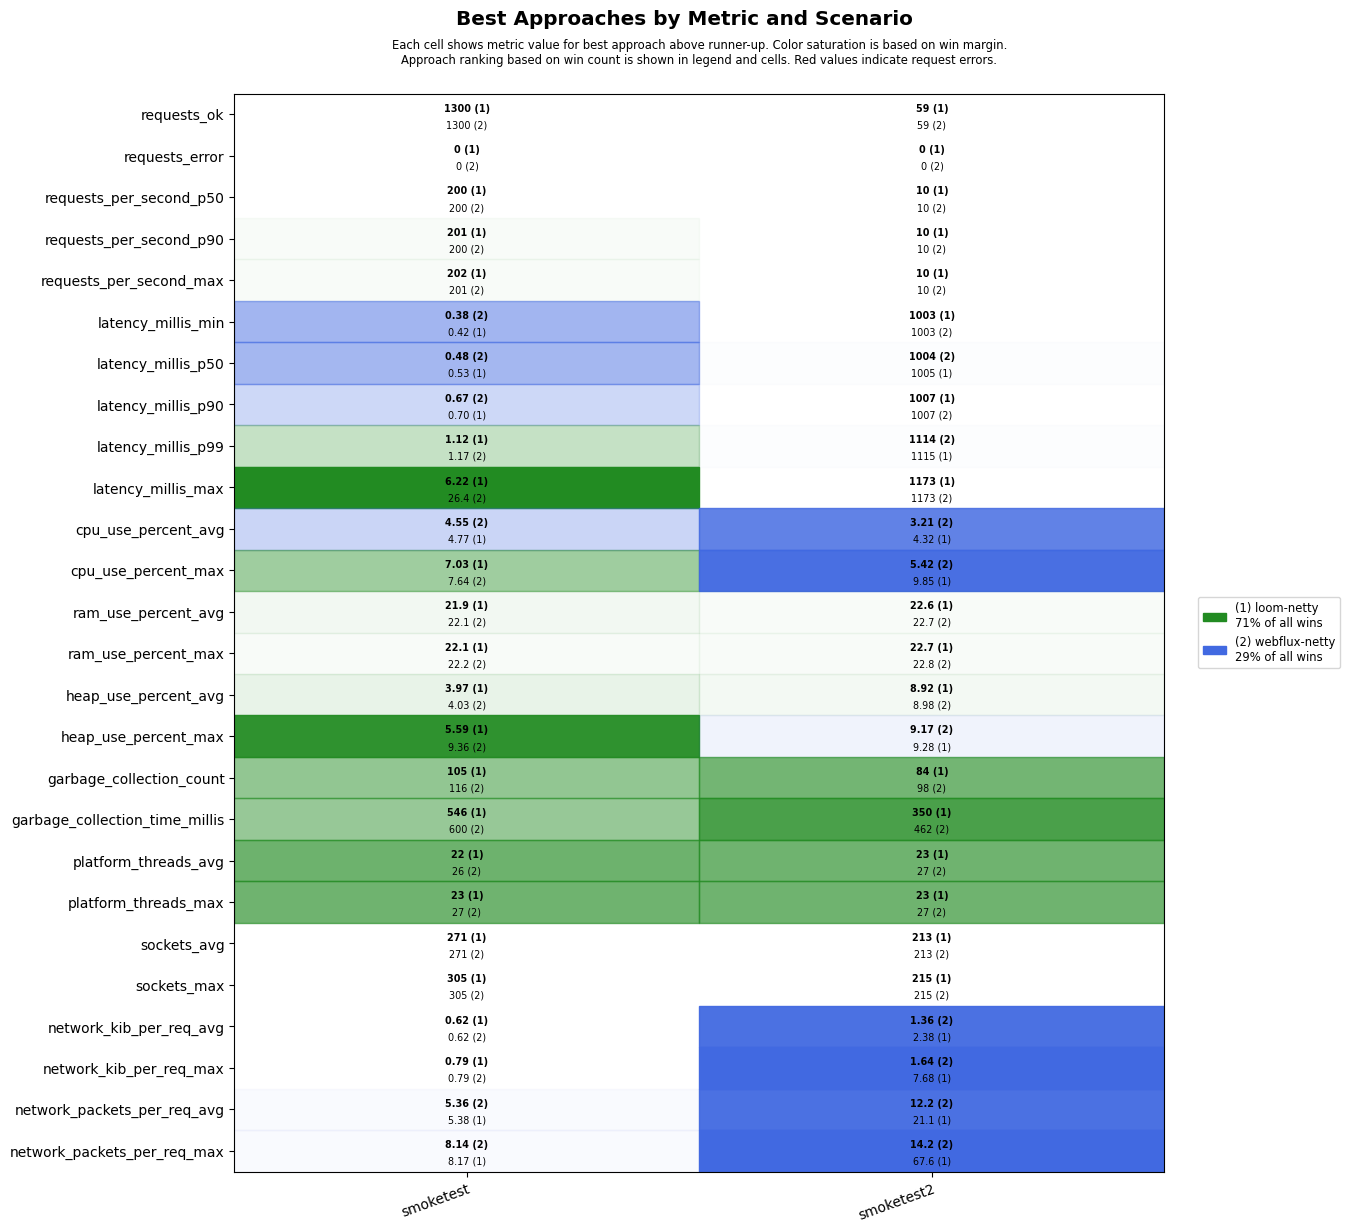 Best Approaches by Metric and Scenario
Each cell shows metric value for best approach above runner-up. Color saturation is based on win margin.
Approach ranking based on win count is shown in legend and cells. Red values indicate request errors.
requests_ok
1300 (1)
1300 (2)
59 (1)
59 (2)
requests_error
0 (1)
0 (2)
0 (1)
0 (2)
requests_per_second_p50
200 (1)
200 (2)
10 (1)
10 (2)
requests_per_second_p90
201 (1)
200 (2)
10 (1)
10 (2)
requests_per_second_max
202 (1)
201 (2)
10 (1)
10 (2)
latency_millis_min
0.38 (2)
0.42 (1)
1003 (1)
1003 (2)
latency_millis_p50
0.48 (2)
0.53 (1)
1004 (2)
1005 (1)
latency_millis_p90
0.67 (2)
0.70 (1)
1007 (1)
1007 (2)
latency_millis_p99
1.12 (1)
1.17 (2)
1114 (2)
1115 (1)
latency_millis_max
6.22 (1)
26.4 (2)
1173 (1)
1173 (2)
cpu_use_percent_avg
4.55 (2)
4.77 (1)
3.21 (2)
4.32 (1)
cpu_use_percent_max
7.03 (1)
7.64 (2)
5.42 (2)
9.85 (1)
ram_use_percent_avg
21.9 (1)
22.1 (2)
22.6 (1)
22.7 (2)
ram_use_percent_max
22.1 (1)
22.2 (2)
22.7 (1)
22.8 (2)
heap_use_percent_avg
3.97 (1)
4.03 (2)
8.92 (1)
8.98 (2)
heap_use_percent_max
5.59 (1)
9.36 (2)
9.17 (2)
9.28 (1)
garbage_collection_count
105 (1)
116 (2)
84 (1)
98 (2)
garbage_collection_time_millis
546 (1)
600 (2)
350 (1)
462 (2)
platform_threads_avg
22 (1)
26 (2)
23 (1)
27 (2)
platform_threads_max
23 (1)
27 (2)
23 (1)
27 (2)
sockets_avg
271 (1)
271 (2)
213 (1)
213 (2)
sockets_max
305 (1)
305 (2)
215 (1)
215 (2)
network_kib_per_req_avg
0.62 (1)
0.62 (2)
1.36 (2)
2.38 (1)
network_kib_per_req_max
0.79 (1)
0.79 (2)
1.64 (2)
7.68 (1)
network_packets_per_req_avg
5.36 (2)
5.38 (1)
12.2 (2)
21.1 (1)
network_packets_per_req_max
8.14 (2)
8.17 (1)
14.2 (2)
67.6 (1)
smoketest
smoketest2
(1) loom-netty
71% of all wins
(2) webflux-netty
29% of all wins